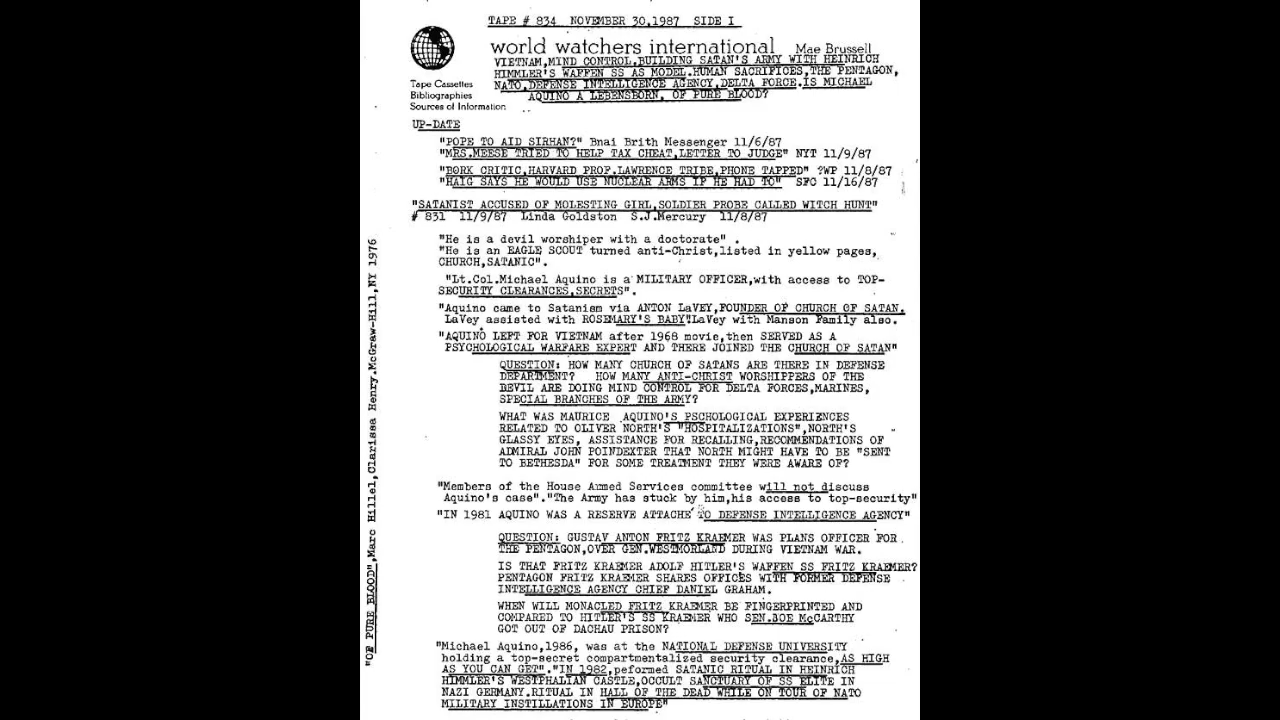 TAPE # 834 NOVEMBER 30,1987 SIDE I
world watchers international Mae Brussell
Tape Cassettes
Bibliographies
Sources of Information
VIETNAM,MIND CONTROL,BUILDING SATAN'S ARMY WITH HEINRICH
HIMMLER'S WAFFEN SS AS MODEL.HUMAN SACRIFICES,THE PENTAGON,
NATO,DEFENSE INTELLIGENCE AGENCY,DELTA FORCE.IS MICHAEL
AQUINO A LEBENSBORN, OF PURE BLOOD?
UP-DATE
"POPE TO AID SIRHAN?" Bnai Brith Messenger 11/6/87
"MRS.MEESE TRIED TO HELP TAX CHEAT,LETTER TO JUDGE" NYT 11/9/87
"BORK CRITIC,HARVARD PROF.LAWRENCE TRIBE,PHONE TAPPED" ?WP 11/8/87
"HAIG SAYS HE WOULD USE NUCLEAR ARMS IF HE HAD TO" SFC 11/16/87
"SATANIST ACCUSED OF MOLESTING GIRL,SOLDIER PROBE CALLED WITCH HUNT"
# 831 11/9/87 Linda Goldston S.J.Mercury 11/8/87
"He is a devil worshiper with a doctorate" .
"He is an EAGLE SCOUT turned anti-Christ,listed in yellow pages,
CHURCH,SATANIC".
"Lt.Col.Michael Aquino is a MILITARY OFFICER,with access to TOP-
SECURITY CLEARANCES,SECRETS".
"Aquino came to Satanism via ANTON LaVEY,FOUNDER OF CHURCH OF SATAN.
LaVey assisted with ROSEMARY'S BABY"LaVey with Manson Family also.
"AQUINO LEFT FOR VIETNAM after 1968 movie,then SERVED AS A
PSYCHOLOGICAL WARFARE EXPERT AND THERE JOINED THE CHURCH OF SATAN"
QUESTION: HOW MANY CHURCH OF SATANS ARE THERE IN DEFENSE
DEPARTMENT? HOW MANY ANTI-CHRIST WORSHIPPERS OF THE
DEVIL ARE DOING MIND CONTROL FOR DELTA FORCES,MARINES,
SPECIAL BRANCHES OF THE ARMY?
WHAT WAS MAURICE AQUINO'S PSCHOLOGICAL EXPERIENCES
RELATED TO OLIVER NORTH'S "HOSPITALIZATIONS",NORTH'S
GLASSY EYES, ASSISTANCE FOR RECALLING,RECOMMENDATIONS OF
ADMIRAL JOHN POINDEXTER THAT NORTH MIGHT HAVE TO BE "SENT
TO BETHESDA" FOR SOME TREATMENT THEY WERE AWARE OF?
"Members of the House Armed Services committee will not discuss
Aquino's case"."The Army has stuck by him,his access to top-security"
"IN 1981 AQUINO WAS A RESERVE ATTACHE TO DEFENSE INTELLIGENCE AGENCY"
QUESTION: GUSTAV ANTON FRITZ KRAEMER WAS PLANS OFFICER FOR
THE PENTAGON,OVER GEN.WESTMORLAND DURING VIETNAM WAR.
IS THAT FRITZ KRAEMER ADOLF HITLER'S WAFFEN SS FRITZ KRAEMER?
PENTAGON FRITZ KRAEMER SHARES OFFICES WITH FORMER DEFENSE
INTELLIGENCE AGENCY CHIEF DANIEL GRAHAM.
WHEN WILL MONACLED FRITZ KRAEMER BE FINGERPRINTED AND
COMPARED TO HITLER'S SS KRAEMER WHO SEN.JOE McCARTHY
GOT OUT OF DACHAU PRISON?
"Michael Aquino,1986, was at the NATIONAL DEFENSE UNIVERSITY
holding a top-secret compartmentalized security clearance,AS HIGH
AS YOU CAN GET"."IN 1982,peformed SATANIC RITUAL IN HEINRICH
HIMMLER'S WESTPHALIAN CASTLE,OCCULT SANCTUARY OF SS ELITE IN
NAZI GERMANY.RITUAL IN HALL OF THE DEAD WHILE ON TOUR OF NATO
MILITARY INSTILLATIONS IN EUROPE"
"OF PURE BLOOD",Marc Hillel,Clarissa Henry.McGraw-Hill,NY 1976